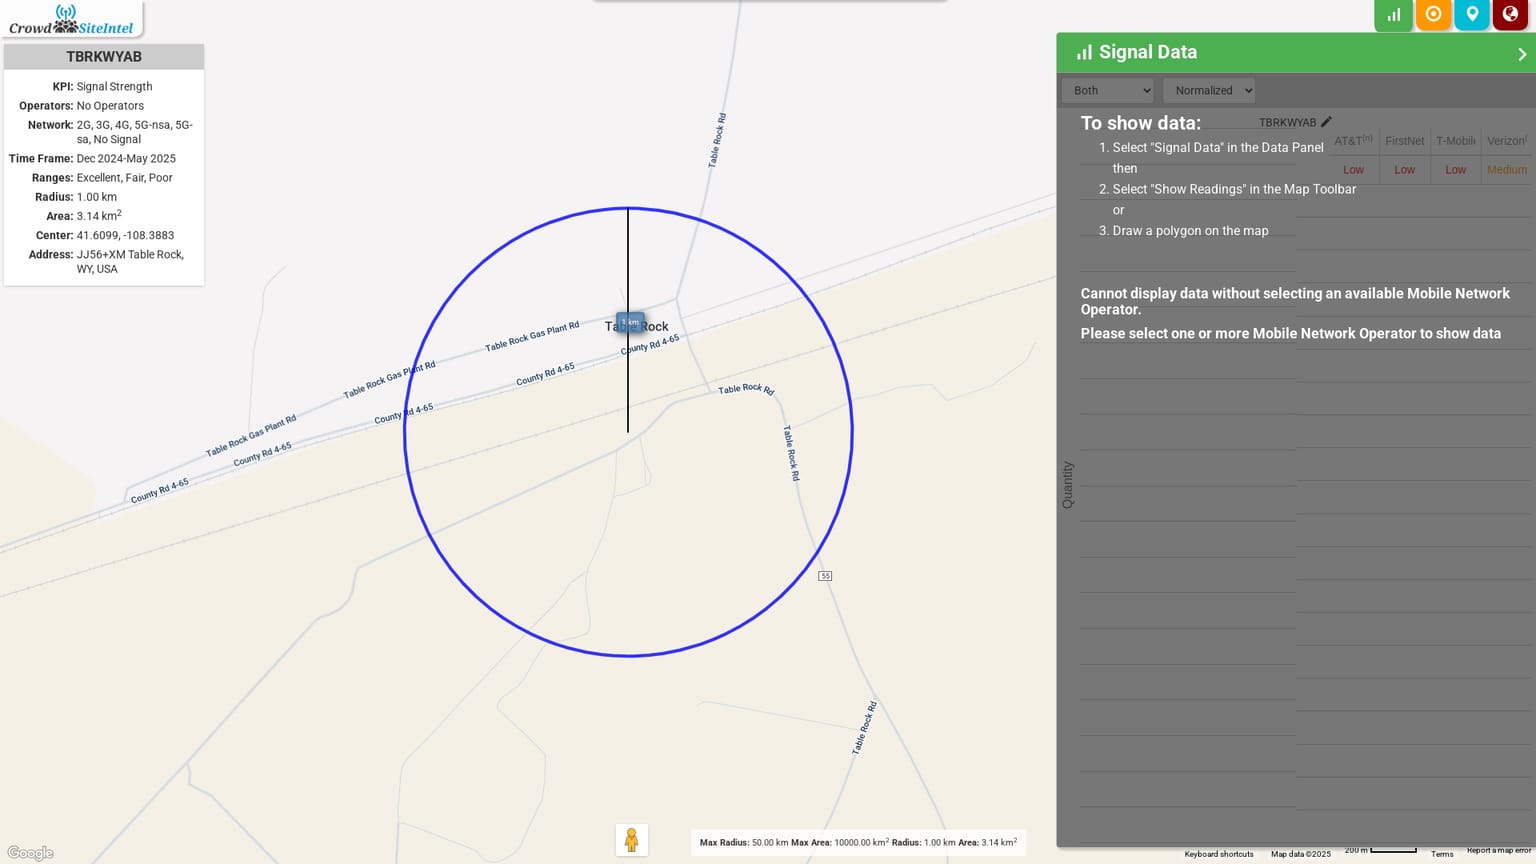 Crowd SiteIntel
TBRKWYAB
KPI: Signal Strength
Operators: No Operators
Network: 2G, 3G, 4G, 5G-nsa, 5G-
sa, No Signal
Time Frame: Dec 2024-May 2025
Ranges: Excellent, Fair, Poor
Radius: 1.00 km
Area: 3.14 km2
Center: 41.6099, -108.3883
Address: JJ56+XM Table Rock,
WY, USA
Table Rock Rd
Table Rock
1 km
Table Rock Gas Plant Rd
County Rd 4-65
County Rd 4-65
Table Rock Gas Plant Rd
Table Rock Rd
County Rd 4-65
Table Rock Gas Plant Rd
County Rd 4-65
Table Rock Rd
County Rd 4-65
55
Table Rock Rd
Signal Data
Both
Normalized
To show data:
TBRKWYAB
1. Select "Signal Data" in the Data Panel
then
2. Select "Show Readings" in the Map Toolbar
or
3. Draw a polygon on the map
AT&T(n) FirstNet T-Mobile Verizon(
Low Low Low Medium
Cannot display data without selecting an available Mobile Network
Operator.
Please select one or more Mobile Network Operator to show data
Quantity
Max Radius: 50.00 km Max Area: 10000.00 km2 Radius: 1.00 km Area: 3.14 km2
Google
Keyboard shortcuts Map data ©2025 200 m Terms Report a map error